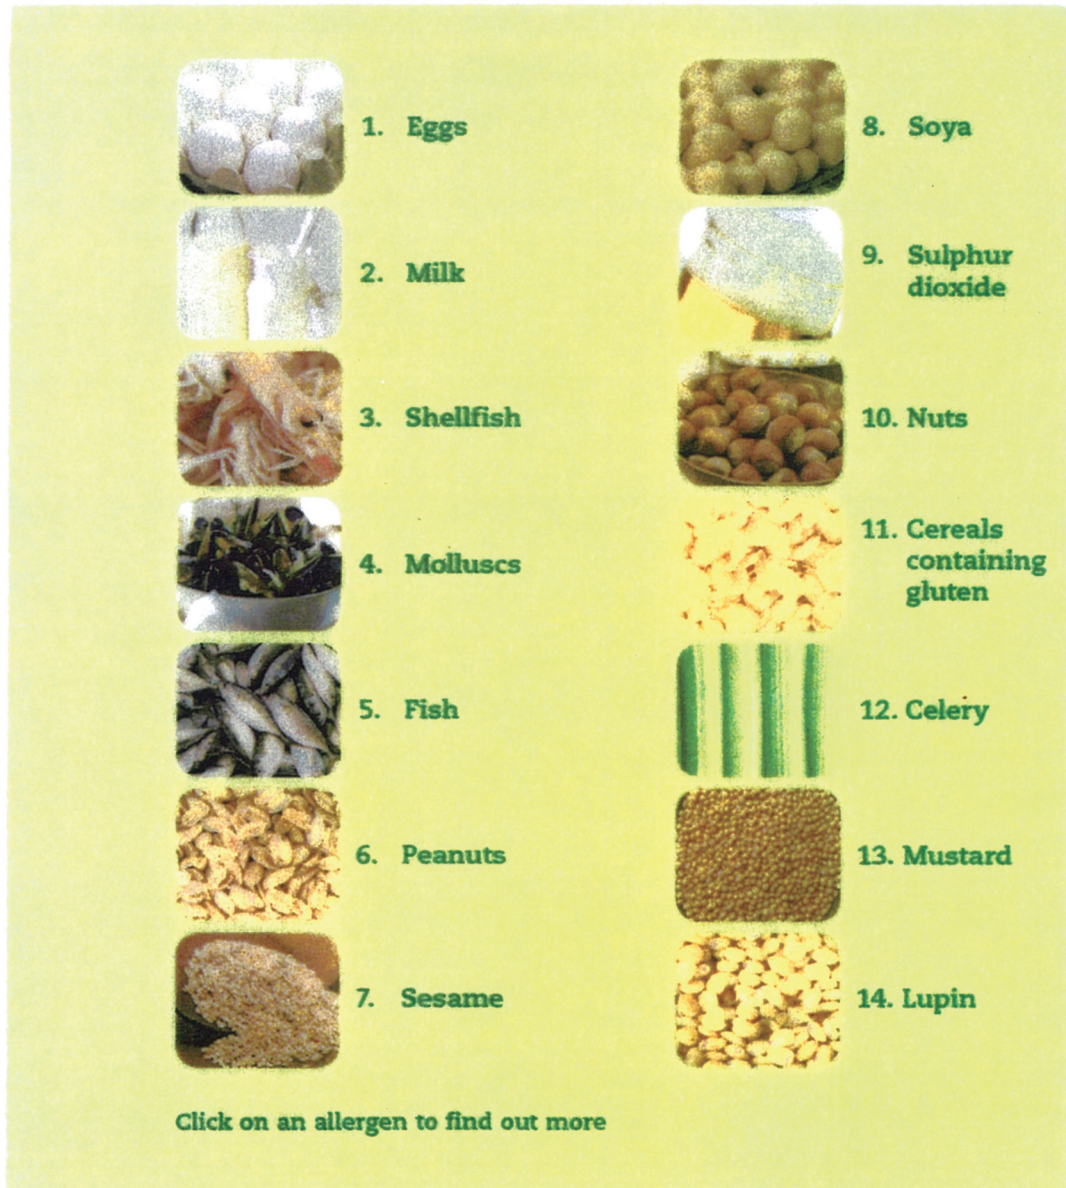 1. Eggs
2. Milk
3. Shellfish
4. Molluscs
5. Fish
6. Peanuts
7. Sesame
8. Soya
9. Sulphur
dioxide
10. Nuts
11. Cereals
containing
gluten
12. Celery
13. Mustard
14. Lupin
Click on an allergen to find out more